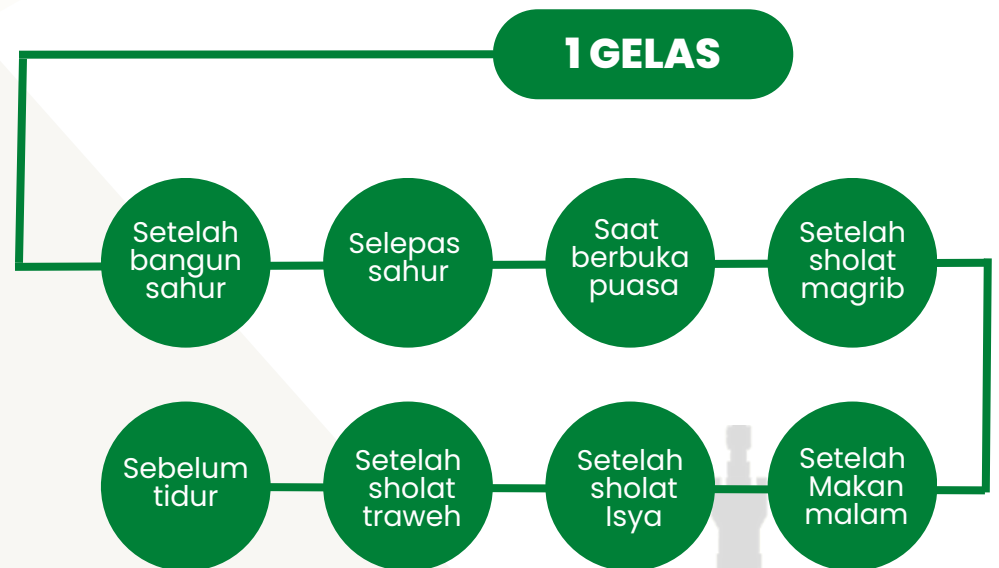 1 GELAS
Setelah
bangun
sahur
Selepas
sahur
Saat
berbuka
puasa
Setelah
sholat
magrib
Setelah
Makan
malam
Setelah
sholat
Isya
Setelah
sholat
traweh
Sebelum
tidur